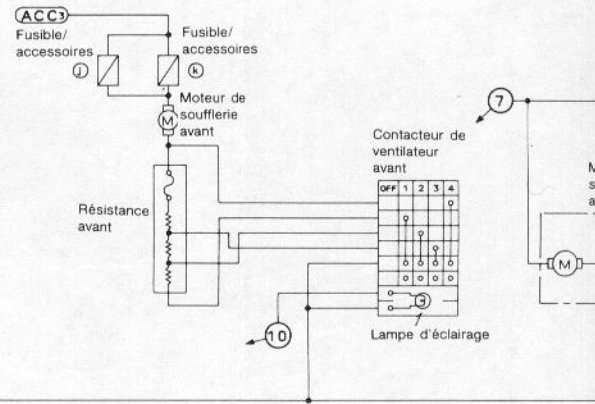 ACC3
Fusible/
accessoires
j
Fusible/
accessoires
k
Moteur de
soufflerie
avant
M
7
Contacteur de
ventilateur
avant
OFF 1 2 3 4
Résistance
avant
M
s
a
M
10
Lampe d'éclairage